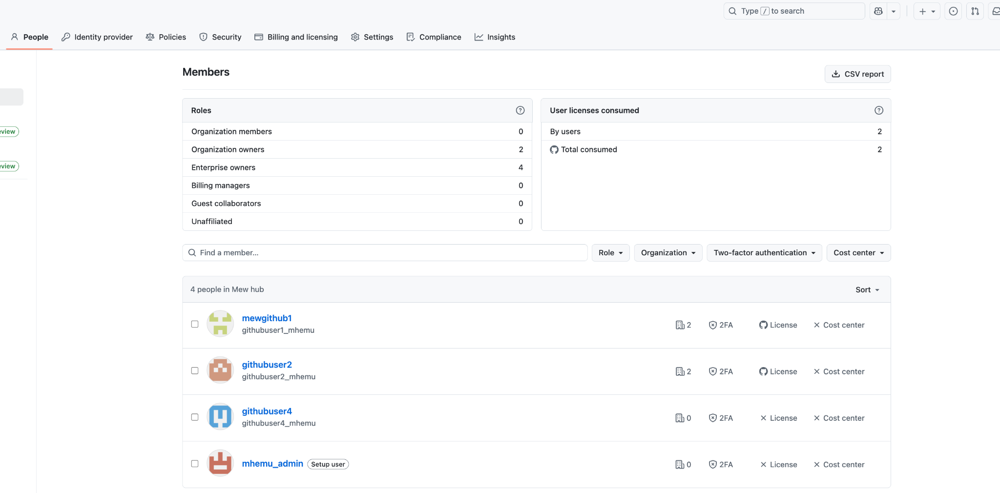 Type / to search
People Identity provider Policies Security Billing and licensing Settings Compliance Insights
Members
CSV report
Roles
Organization members 0
Organization owners 2
Enterprise owners 4
Billing managers 0
Guest collaborators 0
Unaffiliated 0
User licenses consumed
By users 2
Total consumed 2
eview
eview
Find a member...
Role Organization Two-factor authentication Cost center
4 people in Mew hub Sort
mewgithub1
githubuser1_mhemu
2 2FA License Cost center
githubuser2
githubuser2_mhemu
2 2FA License Cost center
githubuser4
githubuser4_mhemu
0 2FA License Cost center
mhemu_admin Setup user
0 2FA License Cost center